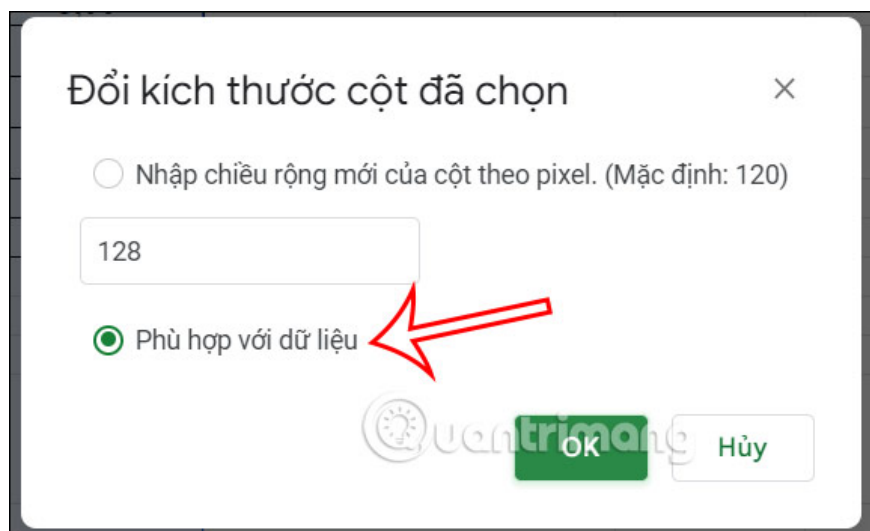 Đổi kích thước cột đã chọn
Nhập chiều rộng mới của cột theo pixel. (Mặc định: 120)
128
Phù hợp với dữ liệu
Quantrimang
OK
Hủy